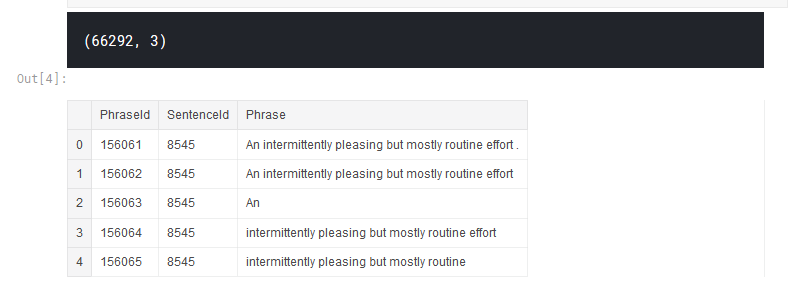 (66292, 3)
Out[4]:
PhraseId SentenceId Phrase
0 156061 8545 An intermittently pleasing but mostly routine effort .
1 156062 8545 An intermittently pleasing but mostly routine effort
2 156063 8545 An
3 156064 8545 intermittently pleasing but mostly routine effort
4 156065 8545 intermittently pleasing but mostly routine